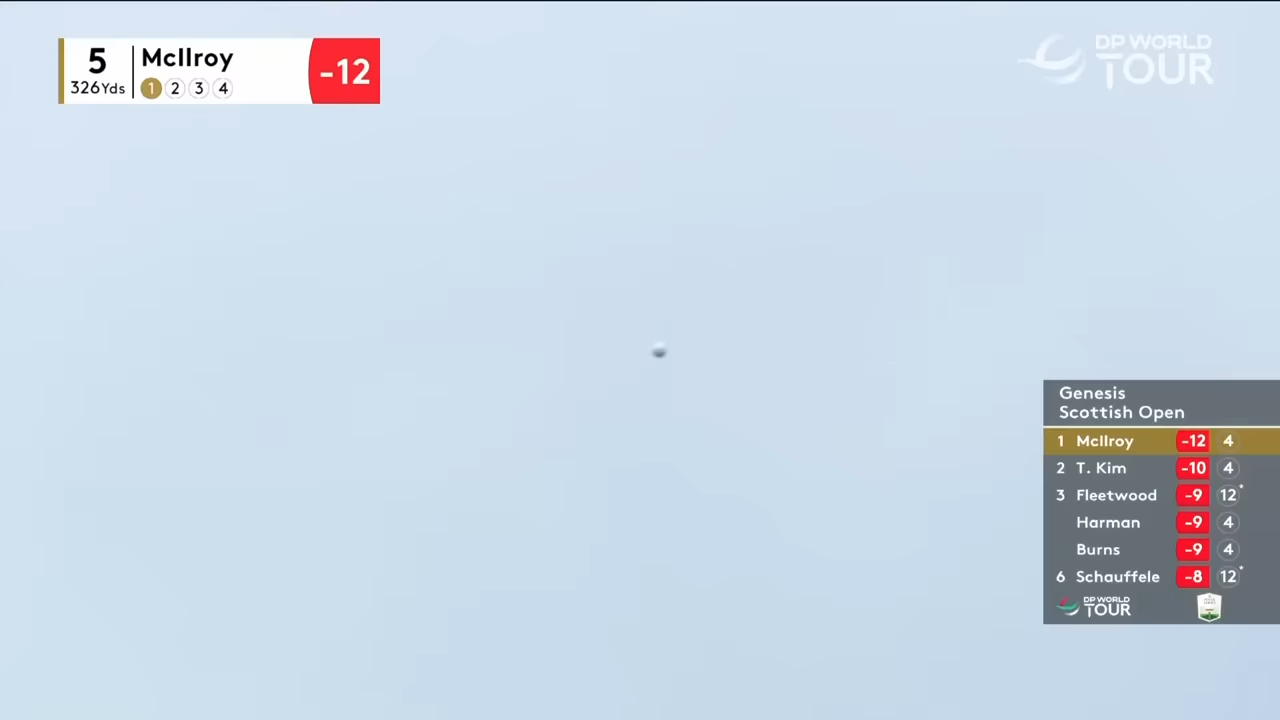 5
326Yds
McIlroy
1 2 3 4
-12
DP WORLD
TOUR
Genesis
Scottish Open
1 McIlroy -12 4
2 T. Kim -10 4
3 Fleetwood -9 12*
Harman -9 4
Burns -9 4
6 Schauffele -8 12*
DP WORLD
TOUR